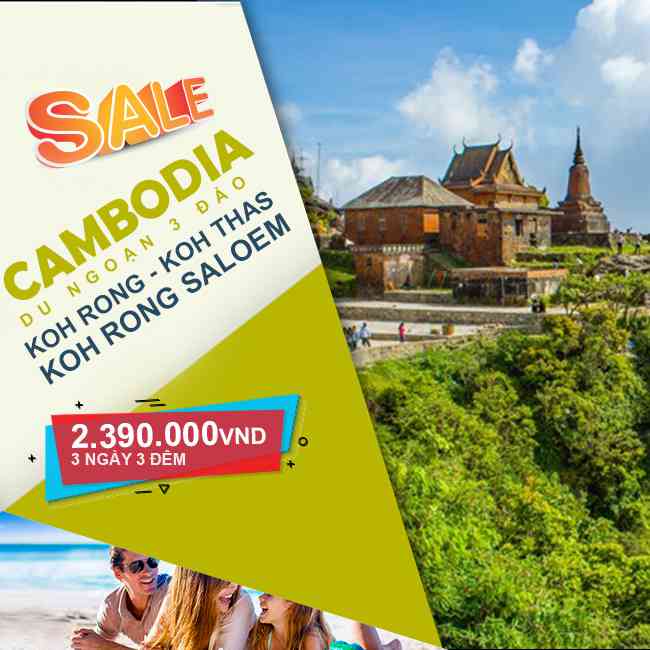 SALE
CAMBODIA
DU NGOẠN 3 ĐẢO
KOH RONG - KOH THAS
KOH RONG SALOEM
2.390.000VND
3 NGÀY 3 ĐÊM